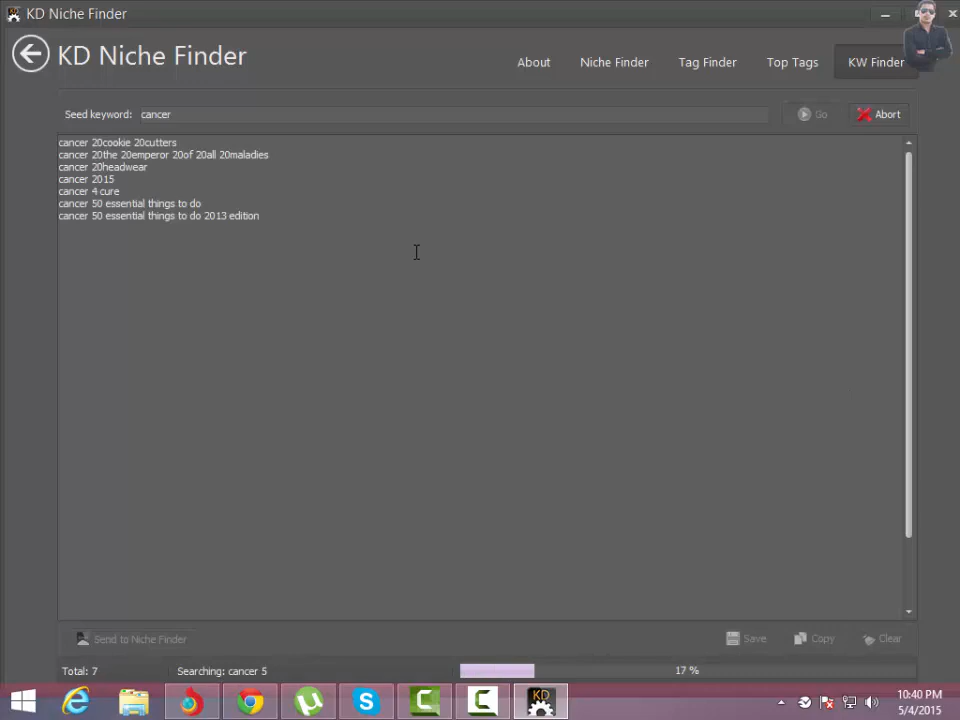 KD Niche Finder
KD Niche Finder
About
Niche Finder
Tag Finder
Top Tags
KW Finder
Seed keyword: cancer
Go
Abort
cancer 20cookie 20cutters
cancer 20the 20emperor 20of 20all 20maladies
cancer 20headwear
cancer 2015
cancer 4 cure
cancer 50 essential things to do
cancer 50 essential things to do 2013 edition
Send to Niche Finder
Save
Copy
Clear
Total: 7
Searching: cancer 5
17 %
KD
10:40 PM
5/4/2015